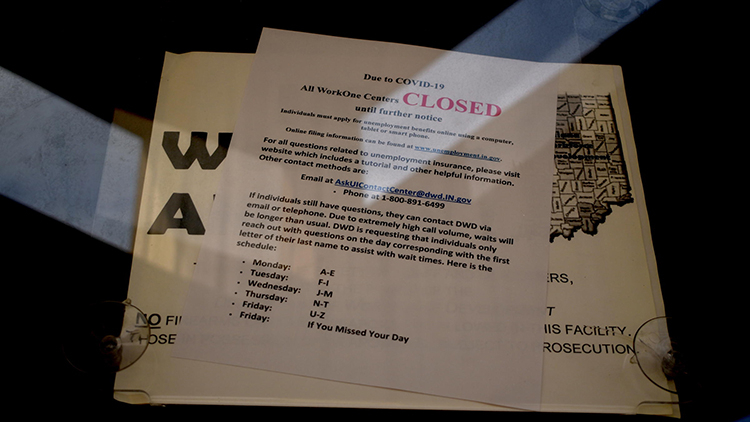 Due to COVID-19
All WorkOne Centers CLOSED
until further notice
Individuals must apply for unemployment benefits online using a computer,
tablet or smart phone.
Online filing information can be found at www.unemployment.in.gov.
For all questions related to unemployment insurance, please visit
website which includes a tutorial and other helpful information.
Other contact methods are:
Email at AskUIContactCenter@dwd.IN.gov
• Phone at 1-800-891-6499
If individuals still have questions, they can contact DWD via
email or telephone. Due to extremely high call volume, waits will
be longer than usual. DWD is requesting that individuals only
reach out with questions on the day corresponding with the first
letter of their last name to assist with wait times. Here is the
schedule:
• Monday: A-E
• Tuesday: F-I
• Wednesday: J-M
• Thursday: N-T
• Friday: U-Z
• Friday: If You Missed Your Day
W
A
ERS,
NO FI
HIS FACILITY.
ROSECUTION